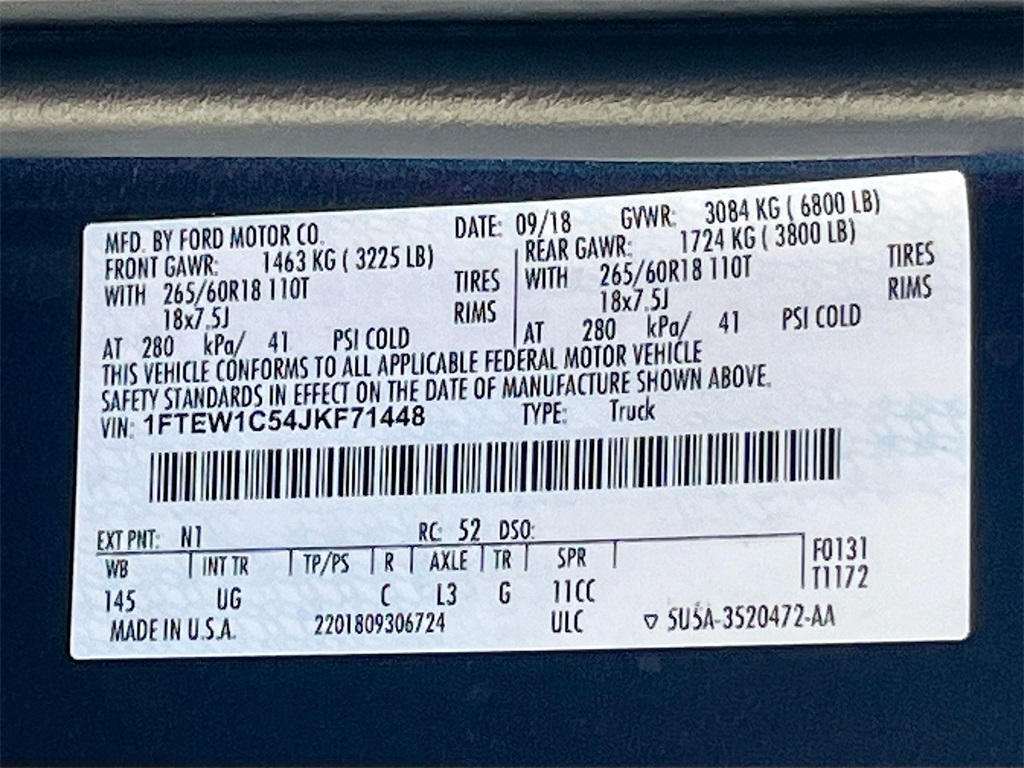 MFD. BY FORD MOTOR CO. DATE: 09/18 GVWR: 3084 KG ( 6800 LB)
FRONT GAWR: 1463 KG ( 3225 LB) REAR GAWR: 1724 KG ( 3800 LB)
WITH 265/60R18 110T TIRES WITH 265/60R18 110T TIRES
18x7.5J RIMS 18x7.5J RIMS
AT 280 kPa/ 41 PSI COLD AT 280 kPa/ 41 PSI COLD
THIS VEHICLE CONFORMS TO ALL APPLICABLE FEDERAL MOTOR VEHICLE
SAFETY STANDARDS IN EFFECT ON THE DATE OF MANUFACTURE SHOWN ABOVE.
VIN: 1FTEW1C54JKF71448 TYPE: Truck
EXT PNT: N1 RC: 52 DSO:
WB INT TR TP/PS R AXLE TR SPR F0131
145 UG C L3 G 11CC T1172
MADE IN U.S.A. 2201809306724 ULC ▽ 5U5A-3520472-AA